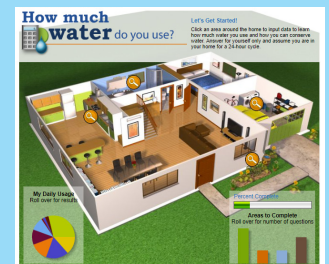 How much
water do you use?
Let's Get Started!
Click an area around the home to input data to learn
how much water you use and how you can conserve
water. Answer for yourself only and assume you are in
your home for a 24-hour cycle.
My Daily Usage
Roll over for results
Percent Complete
Areas to Complete
Roll over for number of questions